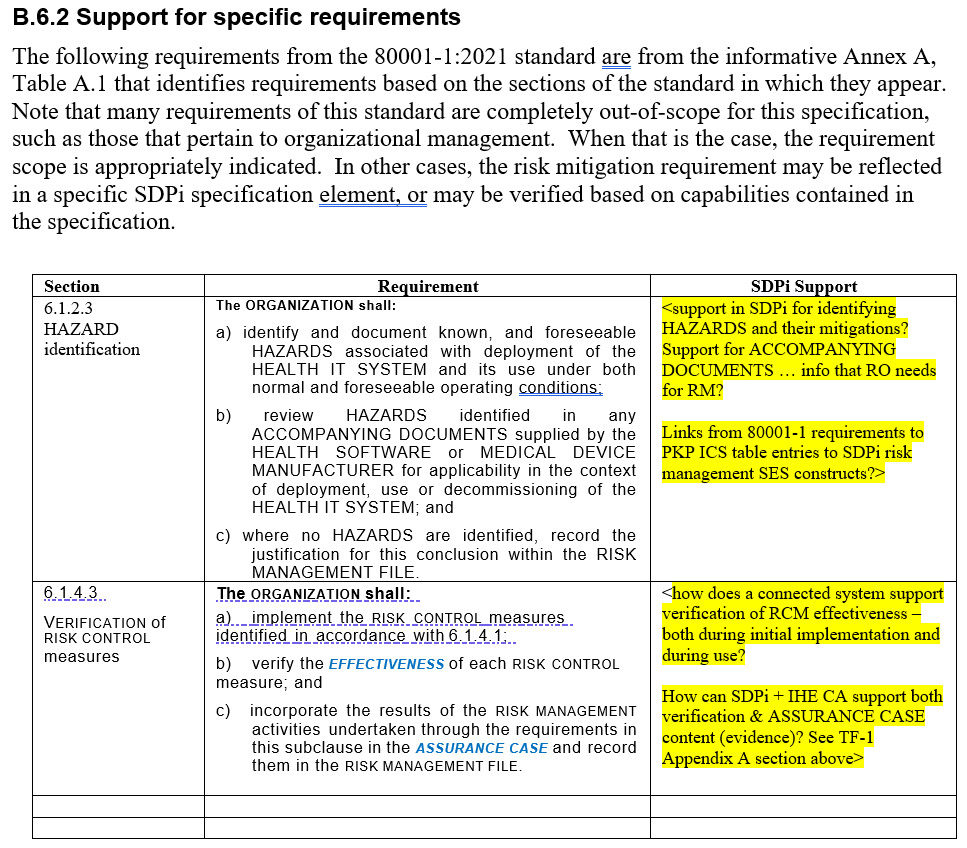 B.6.2 Support for specific requirements
The following requirements from the 80001-1:2021 standard are from the informative Annex A,
Table A.1 that identifies requirements based on the sections of the standard in which they appear.
Note that many requirements of this standard are completely out-of-scope for this specification,
such as those that pertain to organizational management.  When that is the case, the requirement
scope is appropriately indicated.  In other cases, the risk mitigation requirement may be reflected
in a specific SDPi specification element, or may be verified based on capabilities contained in
the specification.
Section
Requirement
SDPi Support
6.1.2.3
HAZARD
identification
The ORGANIZATION shall:
a) identify and document known, and foreseeable
HAZARDS associated with deployment of the
HEALTH IT SYSTEM and its use under both
normal and foreseeable operating conditions;
b) review HAZARDS identified in any
ACCOMPANYING DOCUMENTS supplied by the
HEALTH SOFTWARE or MEDICAL DEVICE
MANUFACTURER for applicability in the context
of deployment, use or decommissioning of the
HEALTH IT SYSTEM; and
c) where no HAZARDS are identified, record the
justification for this conclusion within the RISK
MANAGEMENT FILE.
<support in SDPi for identifying
HAZARDS and their mitigations?
Support for ACCOMPANYING
DOCUMENTS … info that RO needs
for RM?
Links from 80001-1 requirements to
PKP ICS table entries to SDPi risk
management SES constructs?>
6.1.4.3
VERIFICATION of
RISK CONTROL
measures
The ORGANIZATION shall:
a) implement the RISK CONTROL measures
identified in accordance with 6.1.4.1;
b) verify the EFFECTIVENESS of each RISK CONTROL
measure; and
c) incorporate the results of the RISK MANAGEMENT
activities undertaken through the requirements in
this subclause in the ASSURANCE CASE and record
them in the RISK MANAGEMENT FILE.
<how does a connected system support
verification of RCM effectiveness –
both during initial implementation and
during use?
How can SDPi + IHE CA support both
verification & ASSURANCE CASE
content (evidence)? See TF-1
Appendix A section above>